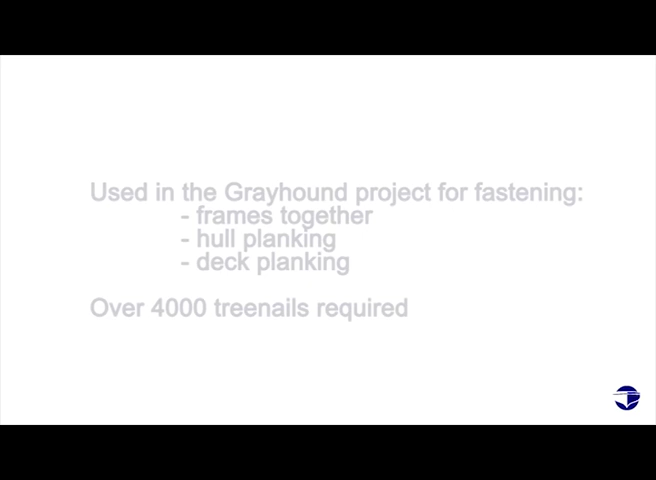 Used in the Grayhound project for fastening:
- frames together
- hull planking
- deck planking
Over 4000 treenails required